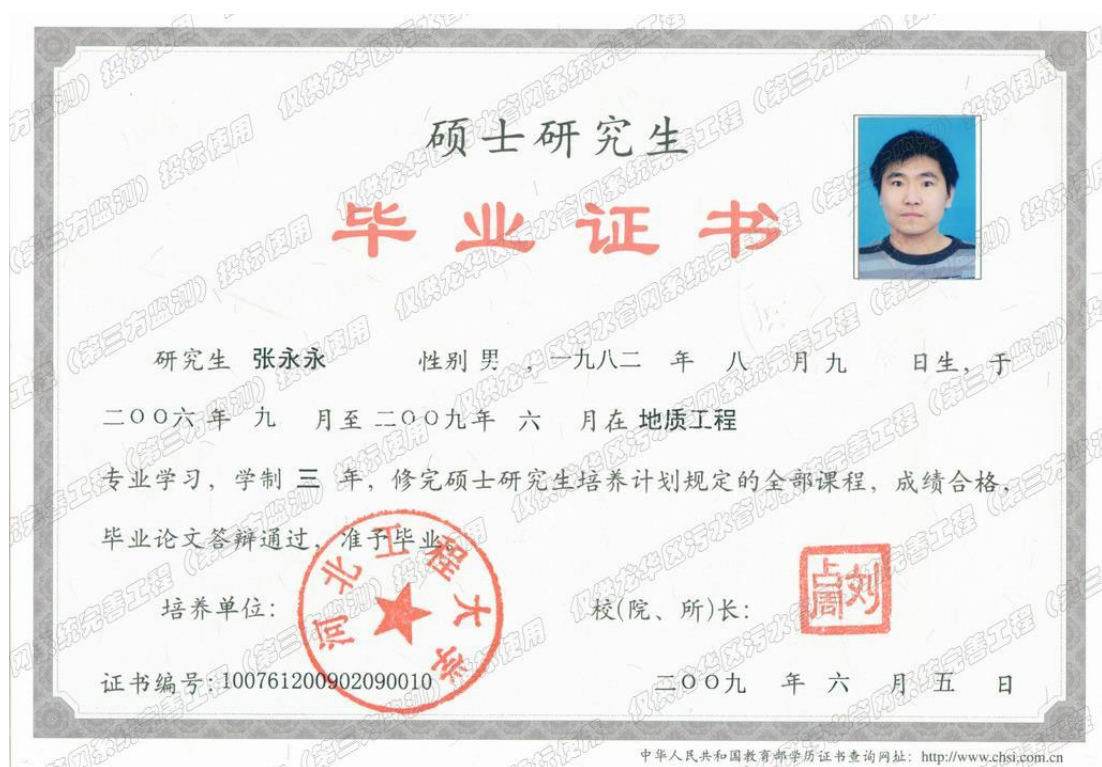 硕士研究生
毕业证书
研究生 张永永 性别 男 ，一九八二 年 八 月 九 日生，于
二〇〇六 年 九 月至 二〇〇九年 六 月在 地质工程
专业学习，学制 三 年，修完硕士研究生培养计划规定的全部课程，成绩合格，
毕业论文答辩通过，准予毕业。
培养单位：
河北工程大学
校(院、所)长：
刘占周
证书编号：100761200902090010
二〇〇九 年 六 月 五 日
中华人民共和国教育部学历证书查询网址：http://www.chsi.com.cn
仅供龙华区污水管网系统完善工程（第三方监测）投标使用